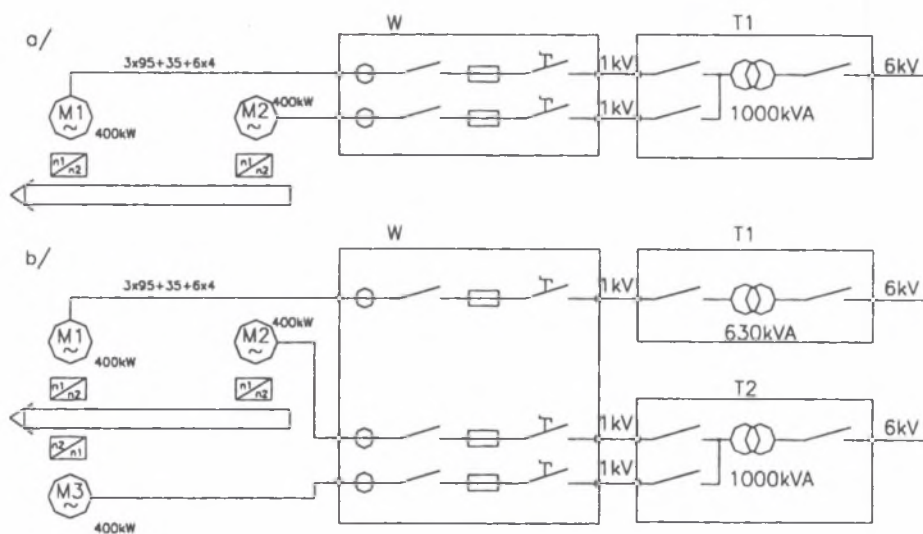 a/
W
T1
3x95+35+6x4
1kV
6kV
M1
~
400kW
M2
~
400kW
1kV
1000kVA
n1/n2
n1/n2
b/
W
T1
3x95+35+6x4
1kV
6kV
M1
~
400kW
M2
~
400kW
630kVA
n1/n2
n1/n2
T2
n2/n1
1kV
6kV
M3
~
400kW
1kV
1000kVA